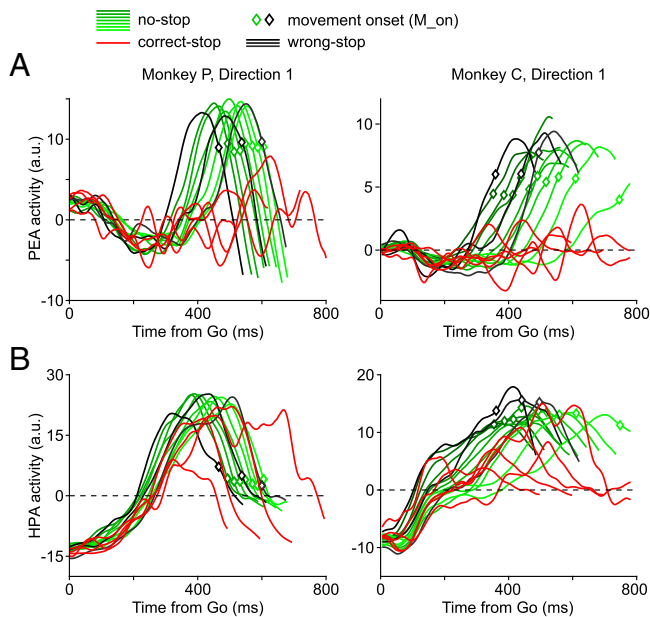 no-stop
movement onset (M_on)
correct-stop
wrong-stop
A
Monkey P, Direction 1
Monkey C, Direction 1
PEA activity (a.u.)
10
0
-10
0
400
800
Time from Go (ms)
10
5
0
0
400
800
Time from Go (ms)
B
HPA activity (a.u.)
30
15
0
-15
0
400
800
Time from Go (ms)
20
10
0
-10
0
400
800
Time from Go (ms)